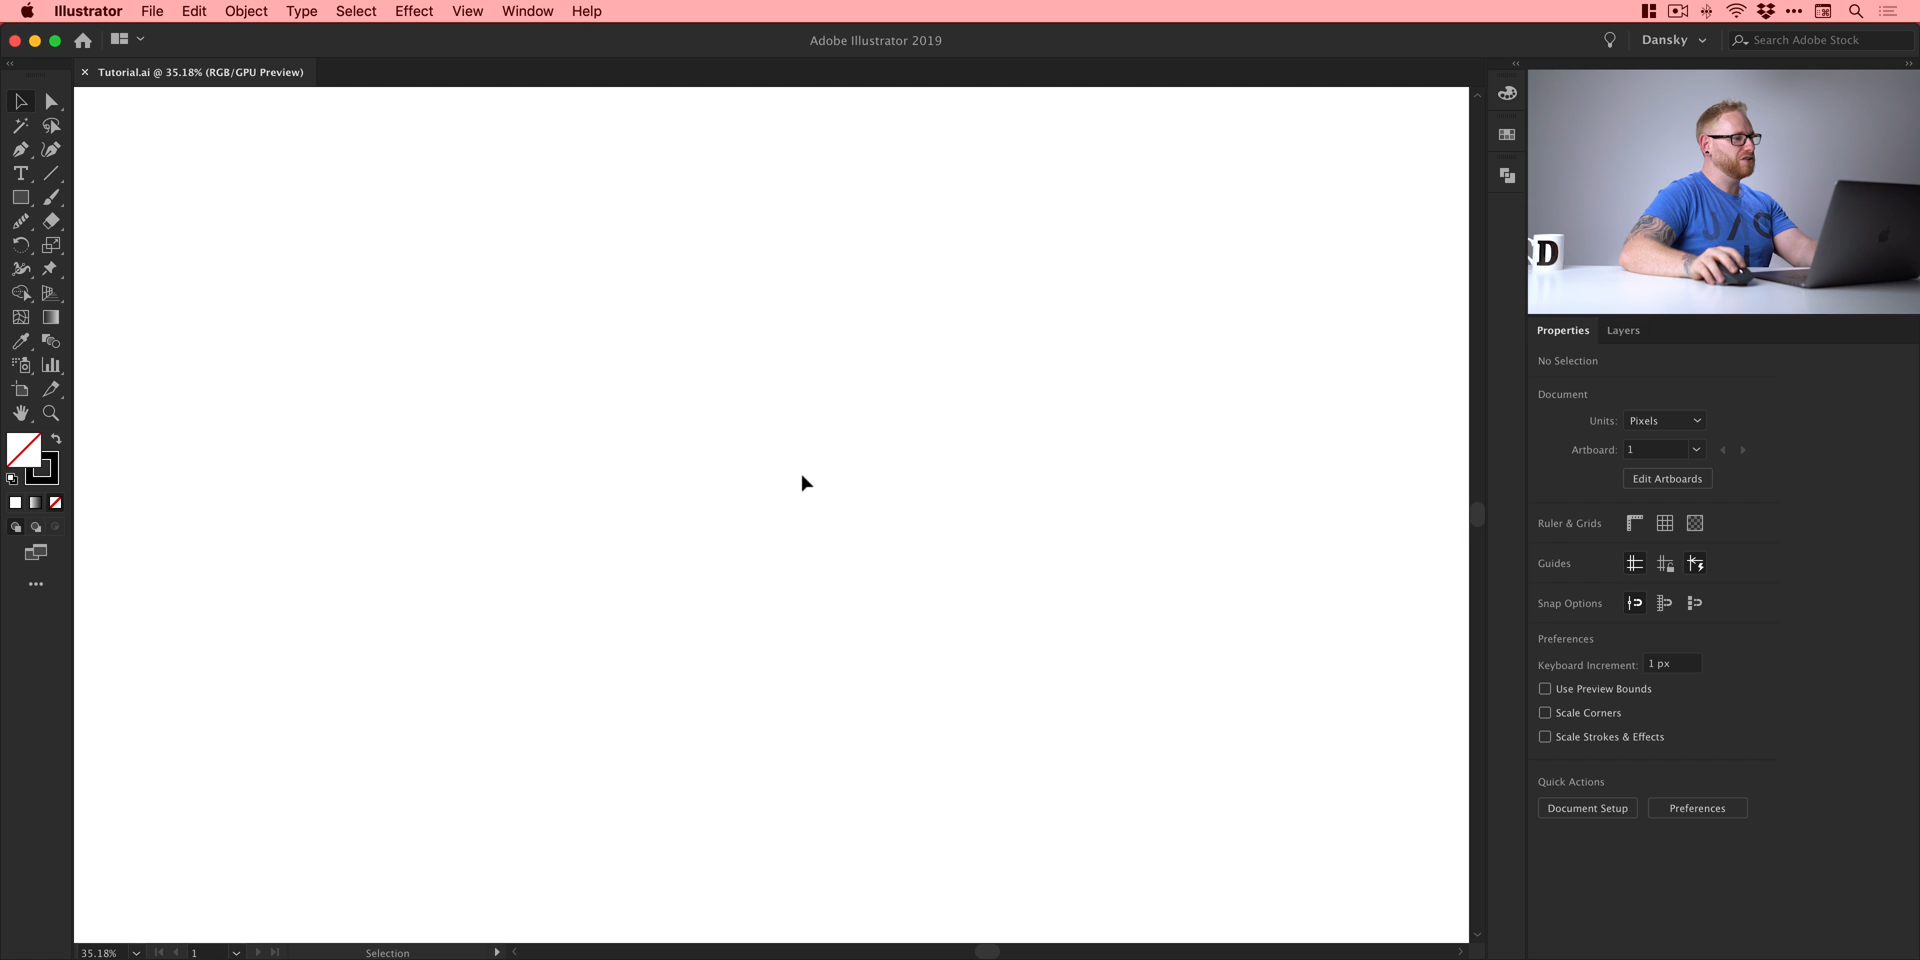 Illustrator File Edit Object Type Select Effect View Window Help
Adobe Illustrator 2019
Dansky
Search Adobe Stock
× Tutorial.ai @ 35.18% (RGB/GPU Preview)
D
Properties Layers
No Selection
Document
Units: Pixels
Artboard: 1
Edit Artboards
Ruler & Grids
Guides
Snap Options
Preferences
Keyboard Increment: 1 px
Use Preview Bounds
Scale Corners
Scale Strokes & Effects
Quick Actions
Document Setup Preferences
35.18% 1 Selection